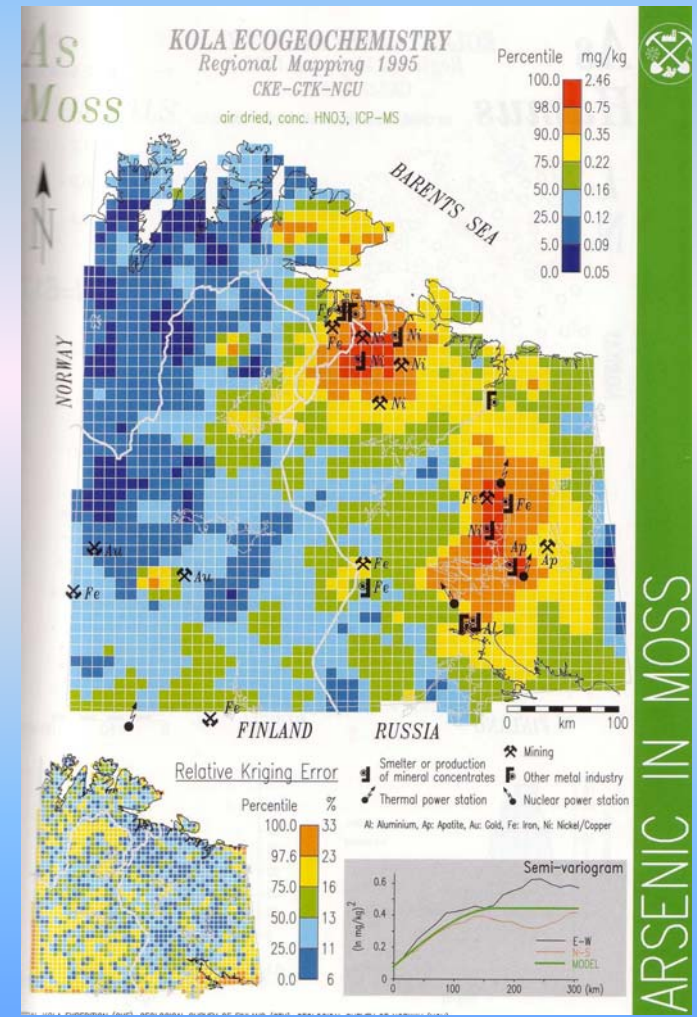 As
Moss
KOLA ECOGEOCHEMISTRY
Regional Mapping 1995
CKE-GTK-NGU
air dried, conc. HNO3, ICP-MS
Percentile mg/kg
100.0 2.46
98.0 0.75
90.0 0.35
75.0 0.22
50.0 0.16
25.0 0.12
5.0 0.09
0.0 0.05
N
BARENTS SEA
NORWAY
Fe
Fe
Ni
Ni
Ni
Ni
Ni
Fe
Fe
Ni
Ap
Ap
Au
Au
Fe
Fe
Fe
Al
Fe
FINLAND
RUSSIA
0 km 100
Mining
Smelter or production
of mineral concentrates
Other metal industry
Thermal power station
Nuclear power station
Al: Aluminium, Ap: Apatite, Au: Gold, Fe: Iron, Ni: Nickel/Copper
Relative Kriging Error
Percentile %
100.0 33
97.6 23
75.0 16
50.0 13
25.0 11
0.0 6
Semi-variogram
(ln mg/kg)²
0.6
0.4
0.2
0
0 100 200 300 (km)
E-W
N-S
MODEL
ARSENIC IN MOSS